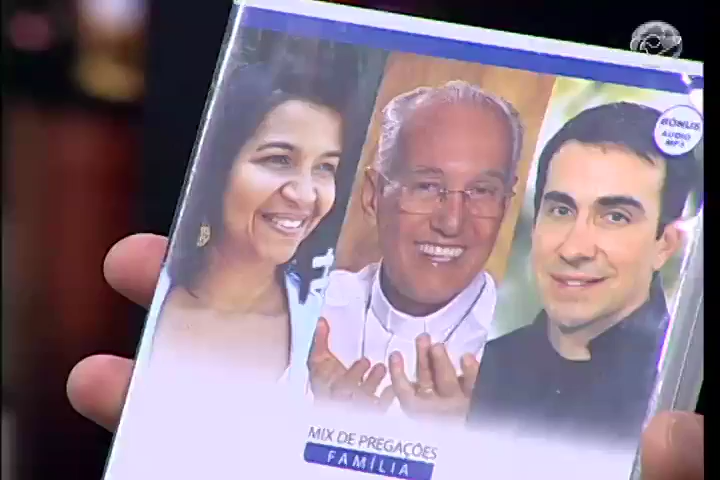 BÔNUS
ÁUDIO
MP3
MIX DE PREGAÇÕES
FAMÍLIA